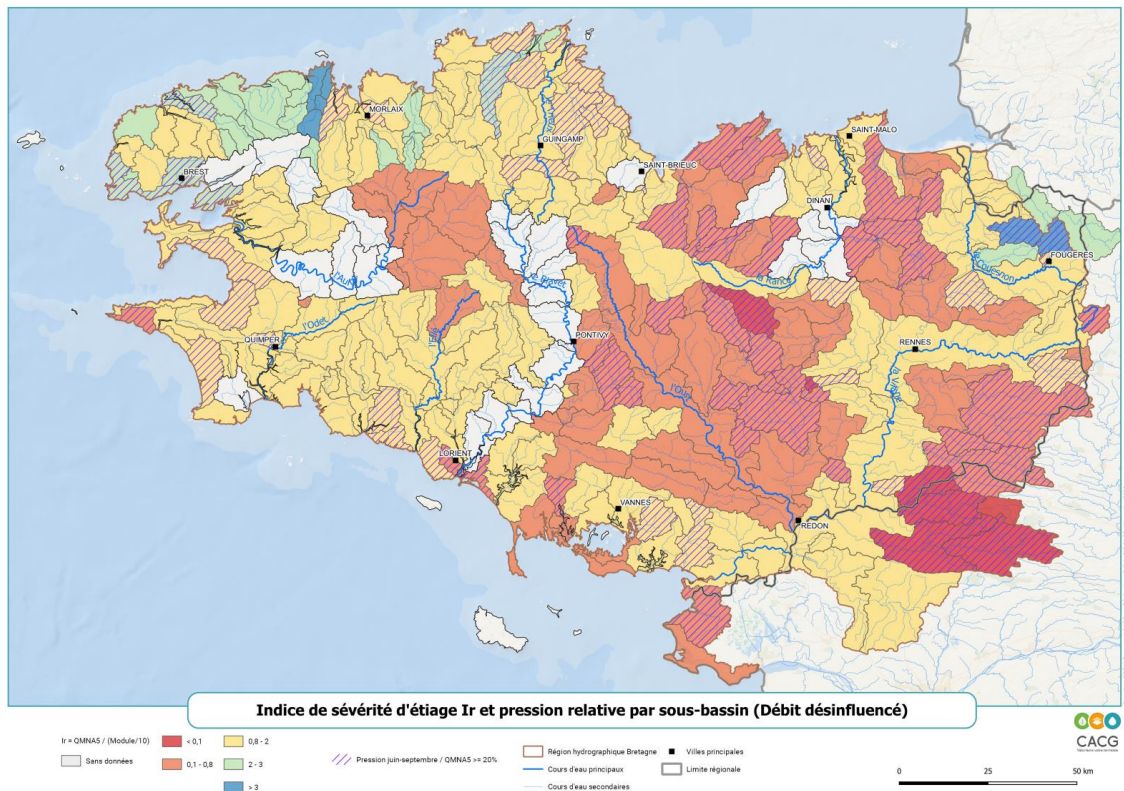 MORLAIX
le Trieux
GUINGAMP
SAINT-MALO
BREST
SAINT-BRIEUC
DINAN
l'Aulne
le Blavet
la Rance
le Couesnon
FOUGERES
l'Odet
QUIMPER
l'Ellé
PONTIVY
l'Oust
RENNES
la Vilaine
LORIENT
VANNES
REDON
Indice de sévérité d'étiage Ir et pression relative par sous-bassin (Débit désinfluencé)
Ir = QMNA5 / (Module/10)
Sans données
< 0,1
0,1 - 0,8
0,8 - 2
2 - 3
> 3
Pression juin-septembre / QMNA5 >= 20%
Région hydrographique Bretagne
Cours d'eau principaux
Cours d'eau secondaires
Villes principales
Limite régionale
0 25 50 km
CACG